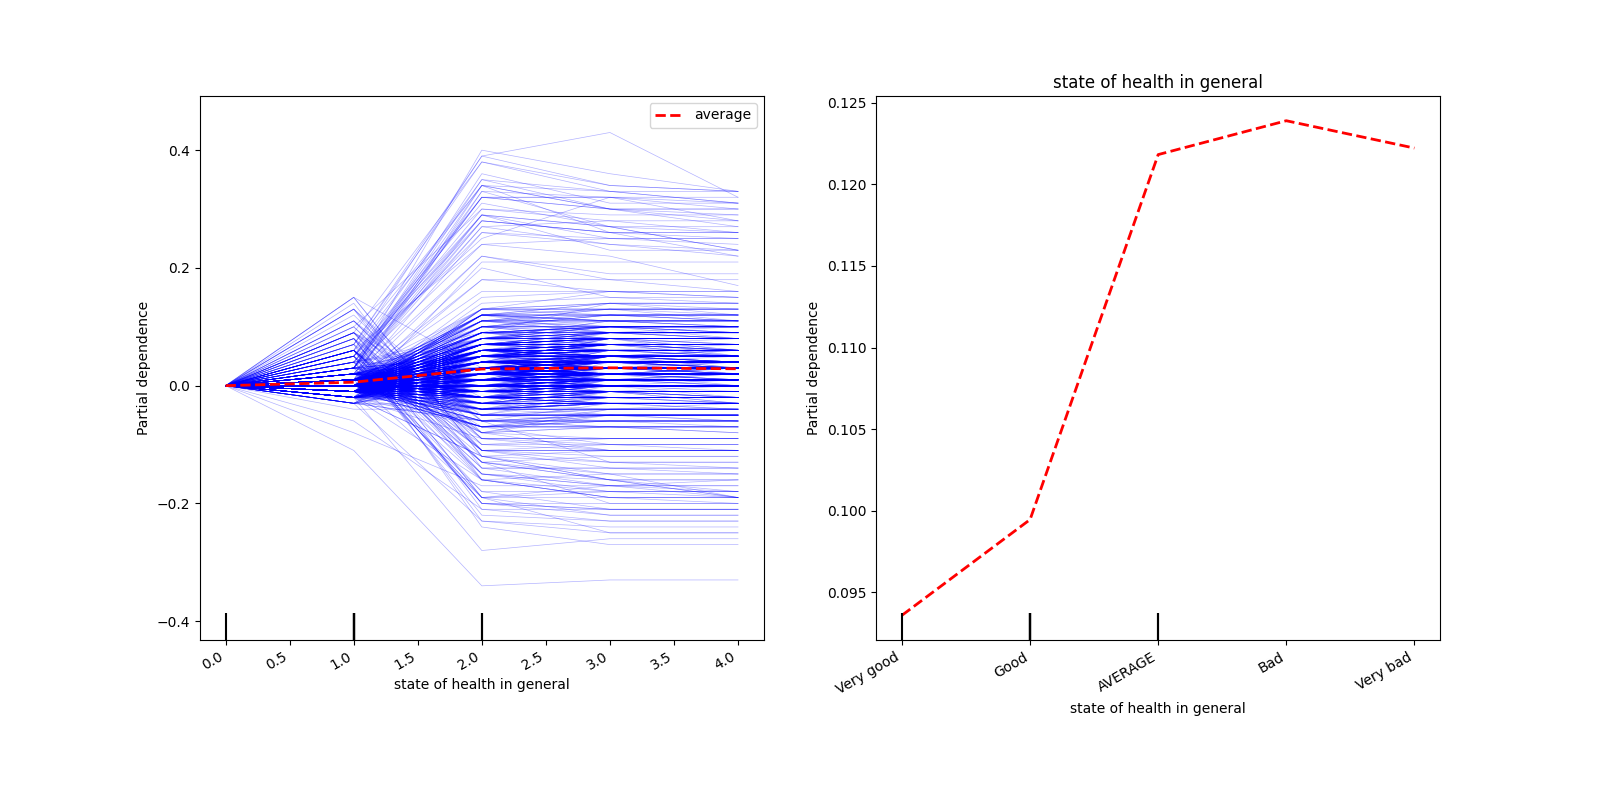 average
0.4
0.2
0.0
−0.2
−0.4
Partial dependence
0.0 0.5 1.0 1.5 2.0 2.5 3.0 3.5 4.0
state of health in general
state of health in general
0.125
0.120
0.115
0.110
0.105
0.100
0.095
Partial dependence
Very good Good AVERAGE Bad Very bad
state of health in general